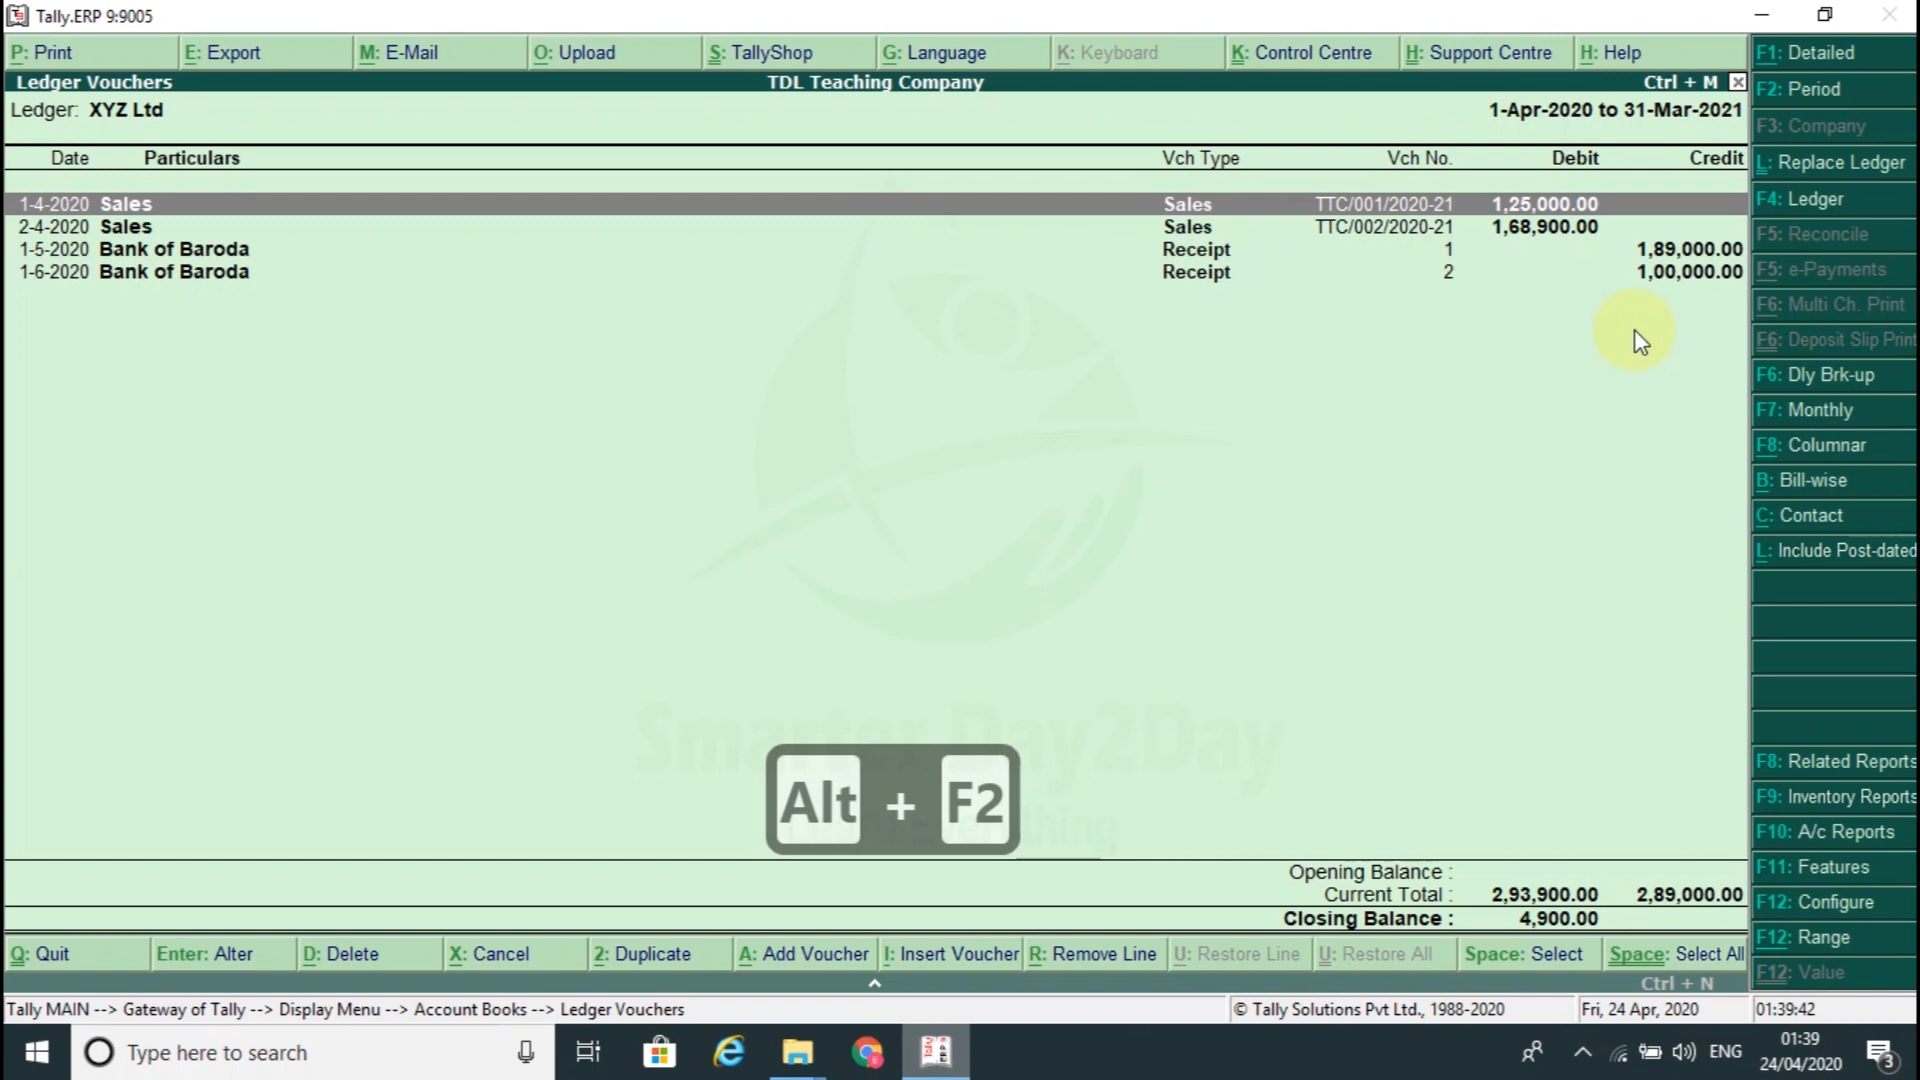 Tally.ERP 9:9005
P: Print E: Export M: E-Mail O: Upload S: TallyShop G: Language K: Keyboard K: Control Centre H: Support Centre H: Help
Ledger Vouchers TDL Teaching Company Ctrl + M
Ledger: XYZ Ltd 1-Apr-2020 to 31-Mar-2021
Date Particulars Vch Type Vch No. Debit Credit
1-4-2020 Sales Sales TTC/001/2020-21 1,25,000.00
2-4-2020 Sales Sales TTC/002/2020-21 1,68,900.00
1-5-2020 Bank of Baroda Receipt 1 1,89,000.00
1-6-2020 Bank of Baroda Receipt 2 1,00,000.00
Smarter Day2Day
Alt + F2
Opening Balance :
Current Total : 2,93,900.00 2,89,000.00
Closing Balance : 4,900.00
Q: Quit Enter: Alter D: Delete X: Cancel 2: Duplicate A: Add Voucher I: Insert Voucher R: Remove Line U: Restore Line U: Restore All Space: Select Space: Select All
Ctrl + N
F1: Detailed
F2: Period
F3: Company
L: Replace Ledger
F4: Ledger
F5: Reconcile
F5: e-Payments
F6: Multi Ch. Print
F6: Deposit Slip Print
F6: Dly Brk-up
F7: Monthly
F8: Columnar
B: Bill-wise
C: Contact
L: Include Post-dated
F8: Related Reports
F9: Inventory Reports
F10: A/c Reports
F11: Features
F12: Configure
F12: Range
F12: Value
Tally MAIN --> Gateway of Tally --> Display Menu --> Account Books --> Ledger Vouchers © Tally Solutions Pvt Ltd., 1988-2020 Fri, 24 Apr, 2020 01:39:42
Type here to search ENG 01:39
24/04/2020 3